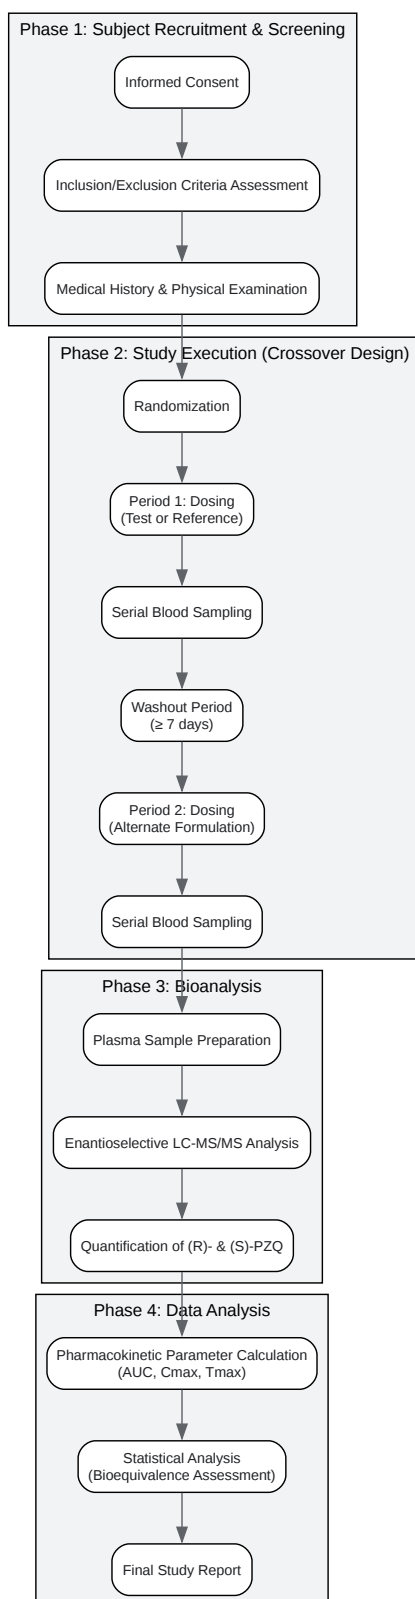 Phase 1: Subject Recruitment & Screening
Informed Consent
Inclusion/Exclusion Criteria Assessment
Medical History & Physical Examination
Phase 2: Study Execution (Crossover Design)
Randomization
Period 1: Dosing
(Test or Reference)
Serial Blood Sampling
Washout Period
(≥ 7 days)
Period 2: Dosing
(Alternate Formulation)
Serial Blood Sampling
Phase 3: Bioanalysis
Plasma Sample Preparation
Enantioselective LC-MS/MS Analysis
Quantification of (R)- & (S)-PZQ
Phase 4: Data Analysis
Pharmacokinetic Parameter Calculation
(AUC, Cmax, Tmax)
Statistical Analysis
(Bioequivalence Assessment)
Final Study Report